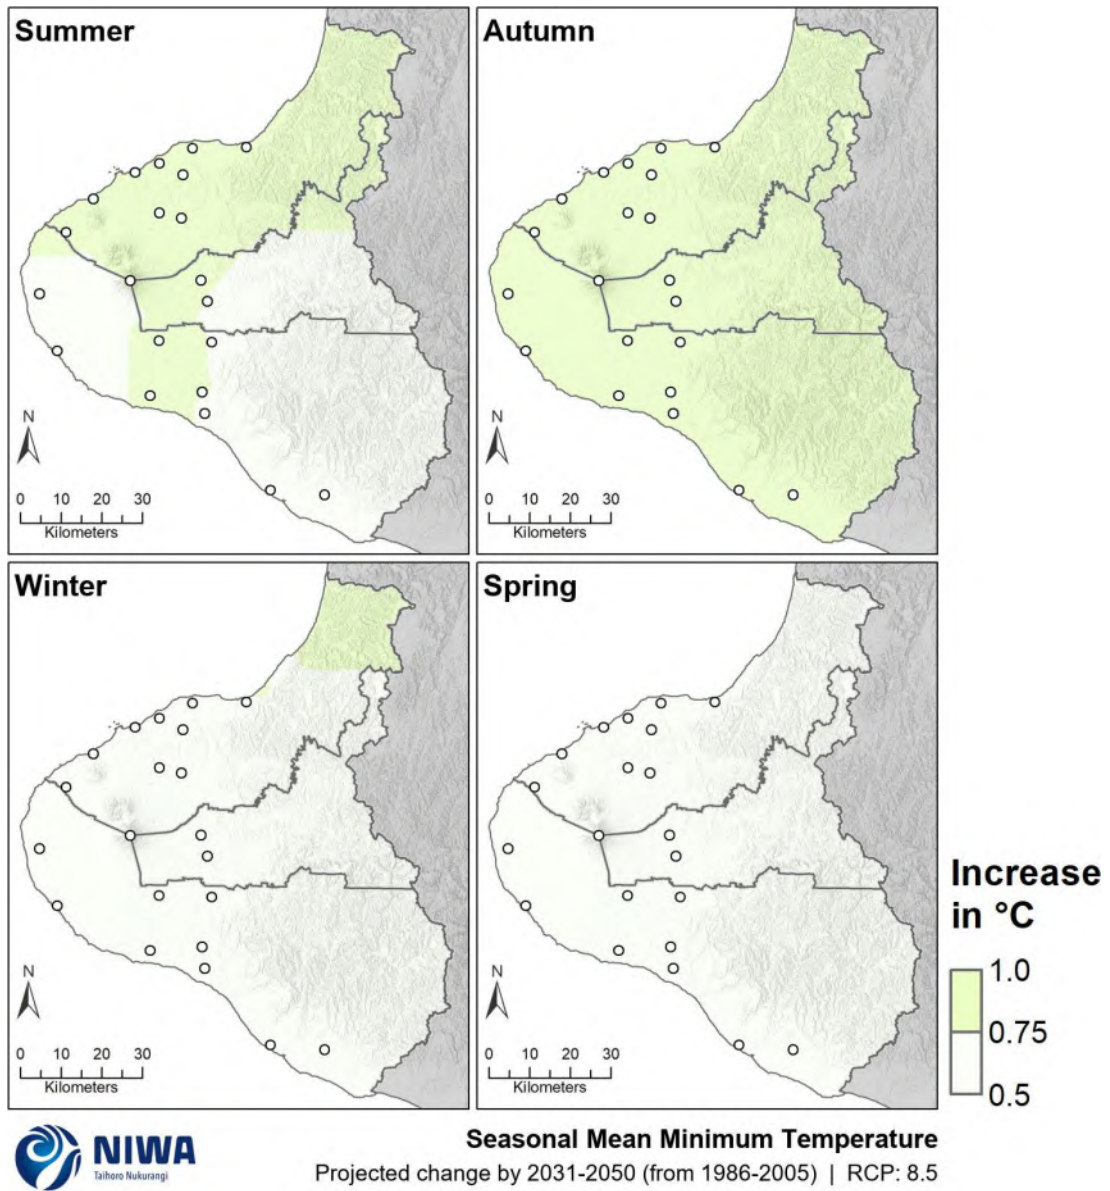 Summer
Autumn
N
0 10 20 30
Kilometers
N
0 10 20 30
Kilometers
Winter
Spring
N
0 10 20 30
Kilometers
N
0 10 20 30
Kilometers
Increase
in °C
1.0
0.75
0.5
NIWA
Taihoro Nukurangi
Seasonal Mean Minimum Temperature
Projected change by 2031-2050 (from 1986-2005) | RCP: 8.5